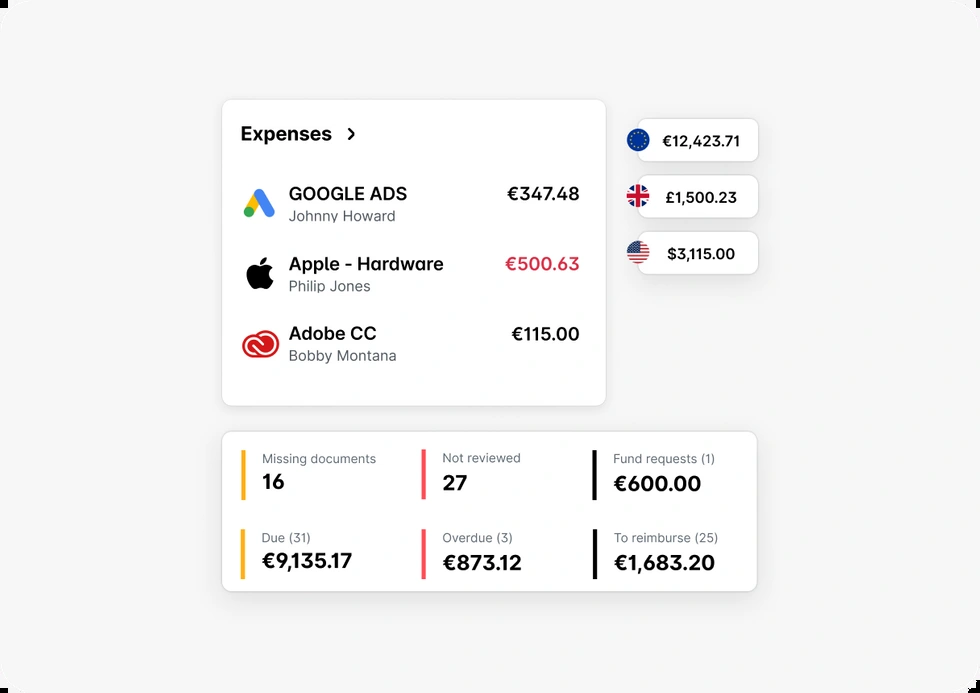 Expenses
GOOGLE ADS €347.48
Johnny Howard
Apple - Hardware €500.63
Philip Jones
Adobe CC €115.00
Bobby Montana
€12,423.71
£1,500.23
$3,115.00
Missing documents Not reviewed Fund requests (1)
16 27 €600.00
Due (31) Overdue (3) To reimburse (25)
€9,135.17 €873.12 €1,683.20